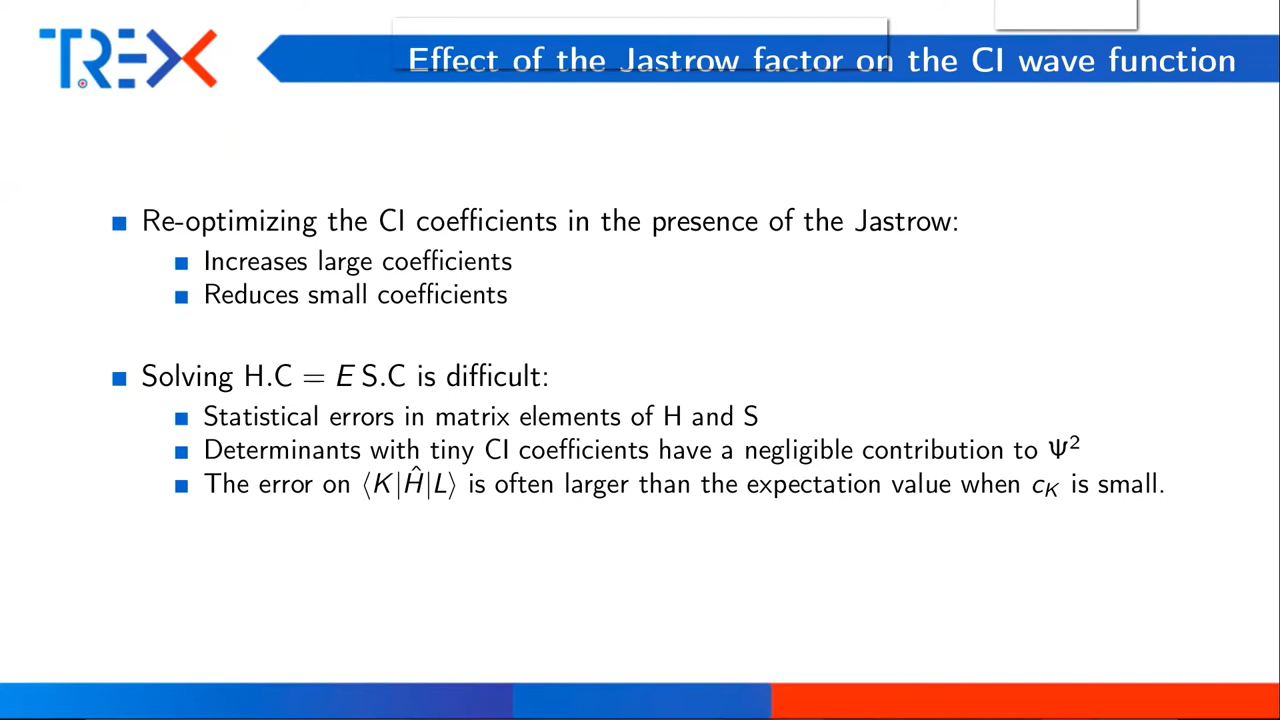 TREX
Effect of the Jastrow factor on the CI wave function
Re-optimizing the CI coefficients in the presence of the Jastrow:
Increases large coefficients
Reduces small coefficients
Solving H.C = E S.C is difficult:
Statistical errors in matrix elements of H and S
Determinants with tiny CI coefficients have a negligible contribution to Ψ²
The error on ⟨K|Ĥ|L⟩ is often larger than the expectation value when c_K is small.